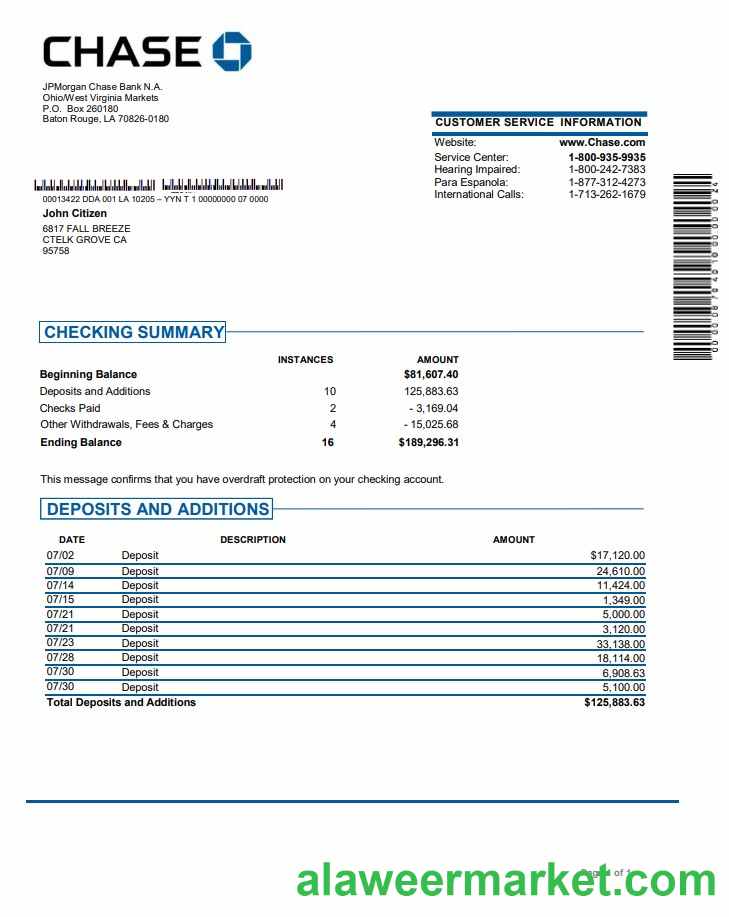 CHASE
JPMorgan Chase Bank N.A.
Ohio/West Virginia Markets
P.O. Box 260180
Baton Rouge, LA 70826-0180
CUSTOMER SERVICE INFORMATION
Website: www.Chase.com
Service Center: 1-800-935-9935
Hearing Impaired: 1-800-242-7383
Para Espanola: 1-877-312-4273
International Calls: 1-713-262-1679
00013422 DDA 001 LA 10205 – YYN T 1 00000000 07 0000
John Citizen
6817 FALL BREEZE
CTELK GROVE CA
95758
CHECKING SUMMARY
INSTANCES AMOUNT
Beginning Balance $81,607.40
Deposits and Additions 10 125,883.63
Checks Paid 2 - 3,169.04
Other Withdrawals, Fees & Charges 4 - 15,025.68
Ending Balance 16 $189,296.31
This message confirms that you have overdraft protection on your checking account.
DEPOSITS AND ADDITIONS
DATE DESCRIPTION AMOUNT
07/02 Deposit $17,120.00
07/09 Deposit 24,610.00
07/14 Deposit 11,424.00
07/15 Deposit 1,349.00
07/21 Deposit 5,000.00
07/21 Deposit 3,120.00
07/23 Deposit 33,138.00
07/28 Deposit 18,114.00
07/30 Deposit 6,908.63
07/30 Deposit 5,100.00
Total Deposits and Additions $125,883.63
of 1
alaweermarket.com